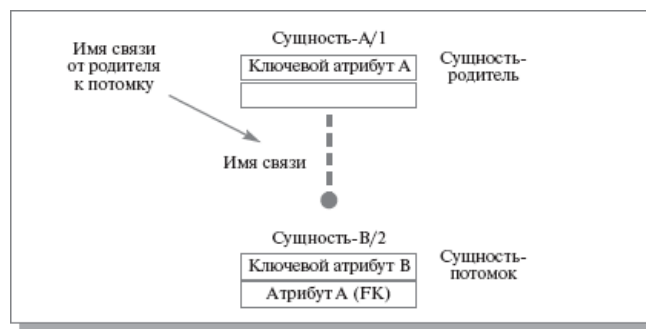 Имя связи
от родителя
к потомку
Сущность-А/1
Ключевой атрибут А
Сущность-
родитель
Имя связи
Сущность-В/2
Ключевой атрибут В
Атрибут А (FK)
Сущность-
потомок